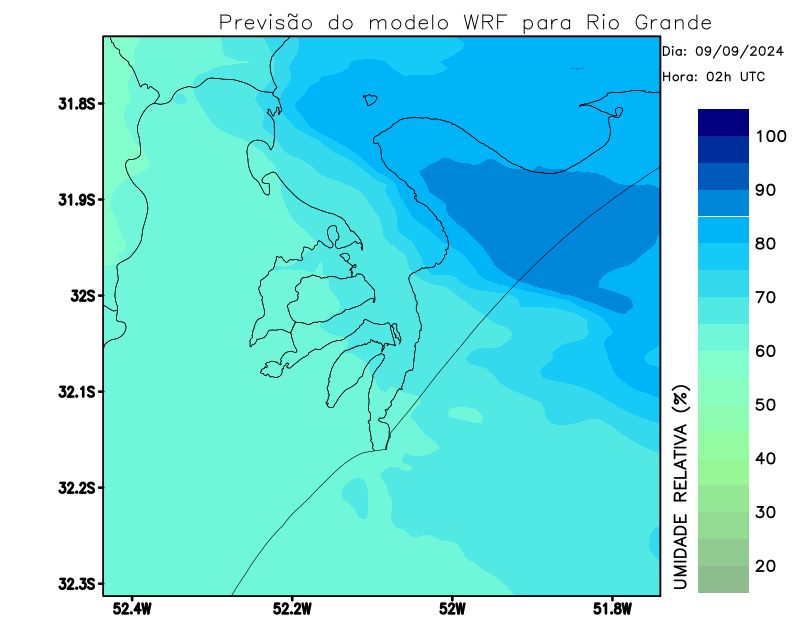 Previsão do modelo WRF para Rio Grande
Dia: 09/09/2024
Hora: 02h UTC
31.8S
31.9S
32S
32.1S
32.2S
32.3S
52.4W
52.2W
52W
51.8W
100
90
80
70
60
50
40
30
20
UMIDADE RELATIVA (%)